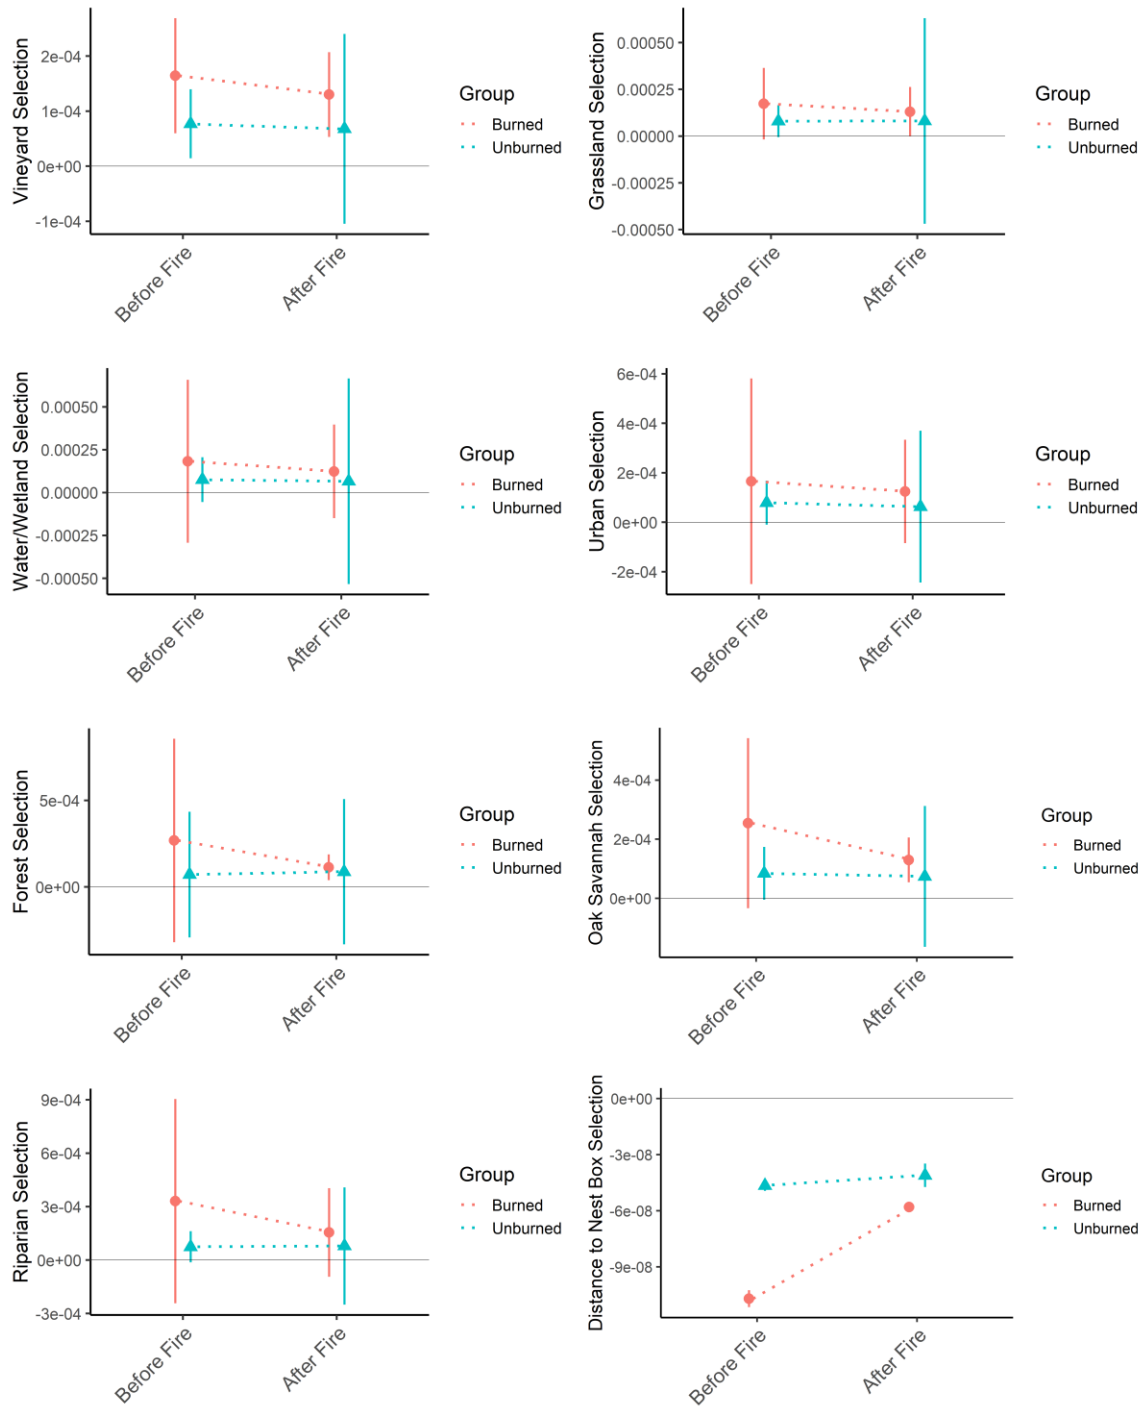 Vineyard Selection
2e-04
1e-04
0e+00
-1e-04
Before Fire
After Fire
Group
Burned
Unburned
Grassland Selection
0.00050
0.00025
0.00000
-0.00025
-0.00050
Before Fire
After Fire
Group
Burned
Unburned
Water/Wetland Selection
0.00050
0.00025
0.00000
-0.00025
-0.00050
Before Fire
After Fire
Group
Burned
Unburned
Urban Selection
6e-04
4e-04
2e-04
0e+00
-2e-04
Before Fire
After Fire
Group
Burned
Unburned
Forest Selection
5e-04
0e+00
Before Fire
After Fire
Group
Burned
Unburned
Oak Savannah Selection
4e-04
2e-04
0e+00
Before Fire
After Fire
Group
Burned
Unburned
Riparian Selection
9e-04
6e-04
3e-04
0e+00
-3e-04
Before Fire
After Fire
Group
Burned
Unburned
Distance to Nest Box Selection
0e+00
-3e-08
-6e-08
-9e-08
Before Fire
After Fire
Group
Burned
Unburned